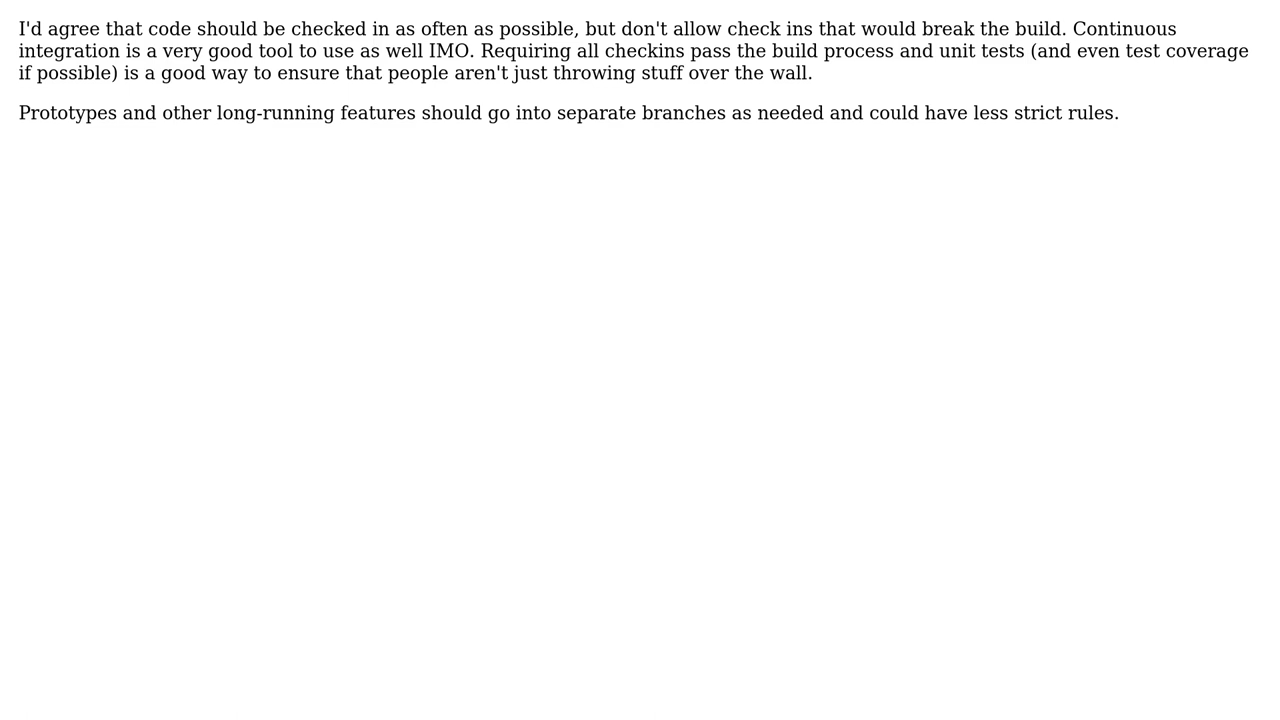 I'd agree that code should be checked in as often as possible, but don't allow check ins that would break the build. Continuous
integration is a very good tool to use as well IMO. Requiring all checkins pass the build process and unit tests (and even test coverage
if possible) is a good way to ensure that people aren't just throwing stuff over the wall.
Prototypes and other long-running features should go into separate branches as needed and could have less strict rules.